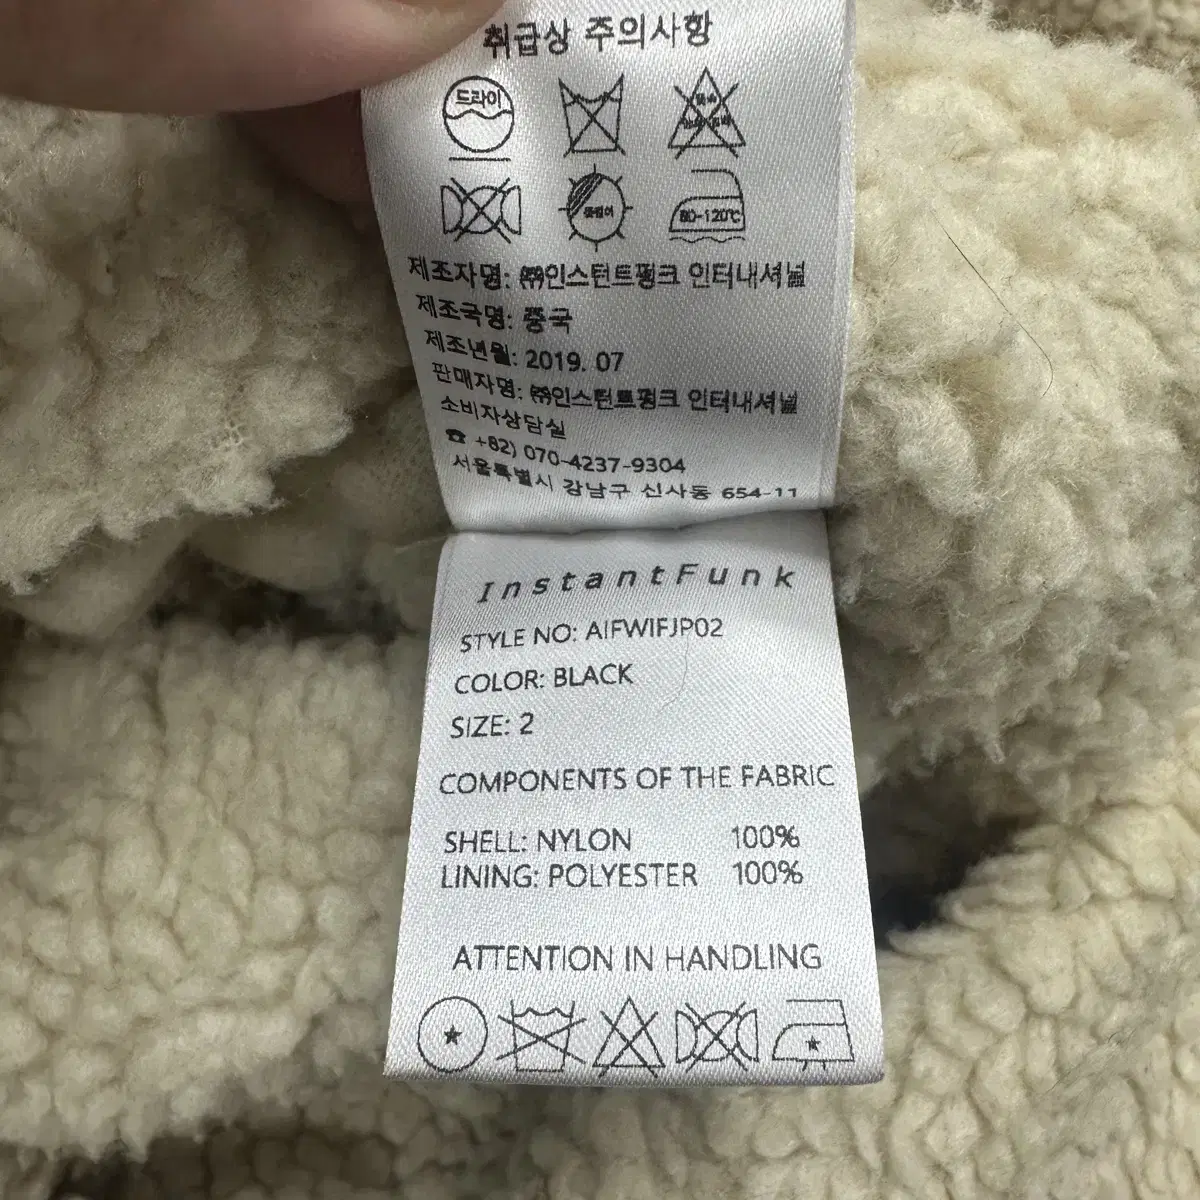 취급상 주의사항
드라이
80-120℃
제조자명: ㈜인스턴트펑크 인터내셔널
제조국명: 중국
제조년월: 2019. 07
판매자명: ㈜인스턴트펑크 인터내셔널
소비자상담실
☎ +82) 070-4237-9304
서울특별시 강남구 신사동 654-11
InstantFunk
STYLE NO: AIFWIFJP02
COLOR: BLACK
SIZE: 2
COMPONENTS OF THE FABRIC
SHELL: NYLON 100%
LINING: POLYESTER 100%
ATTENTION IN HANDLING